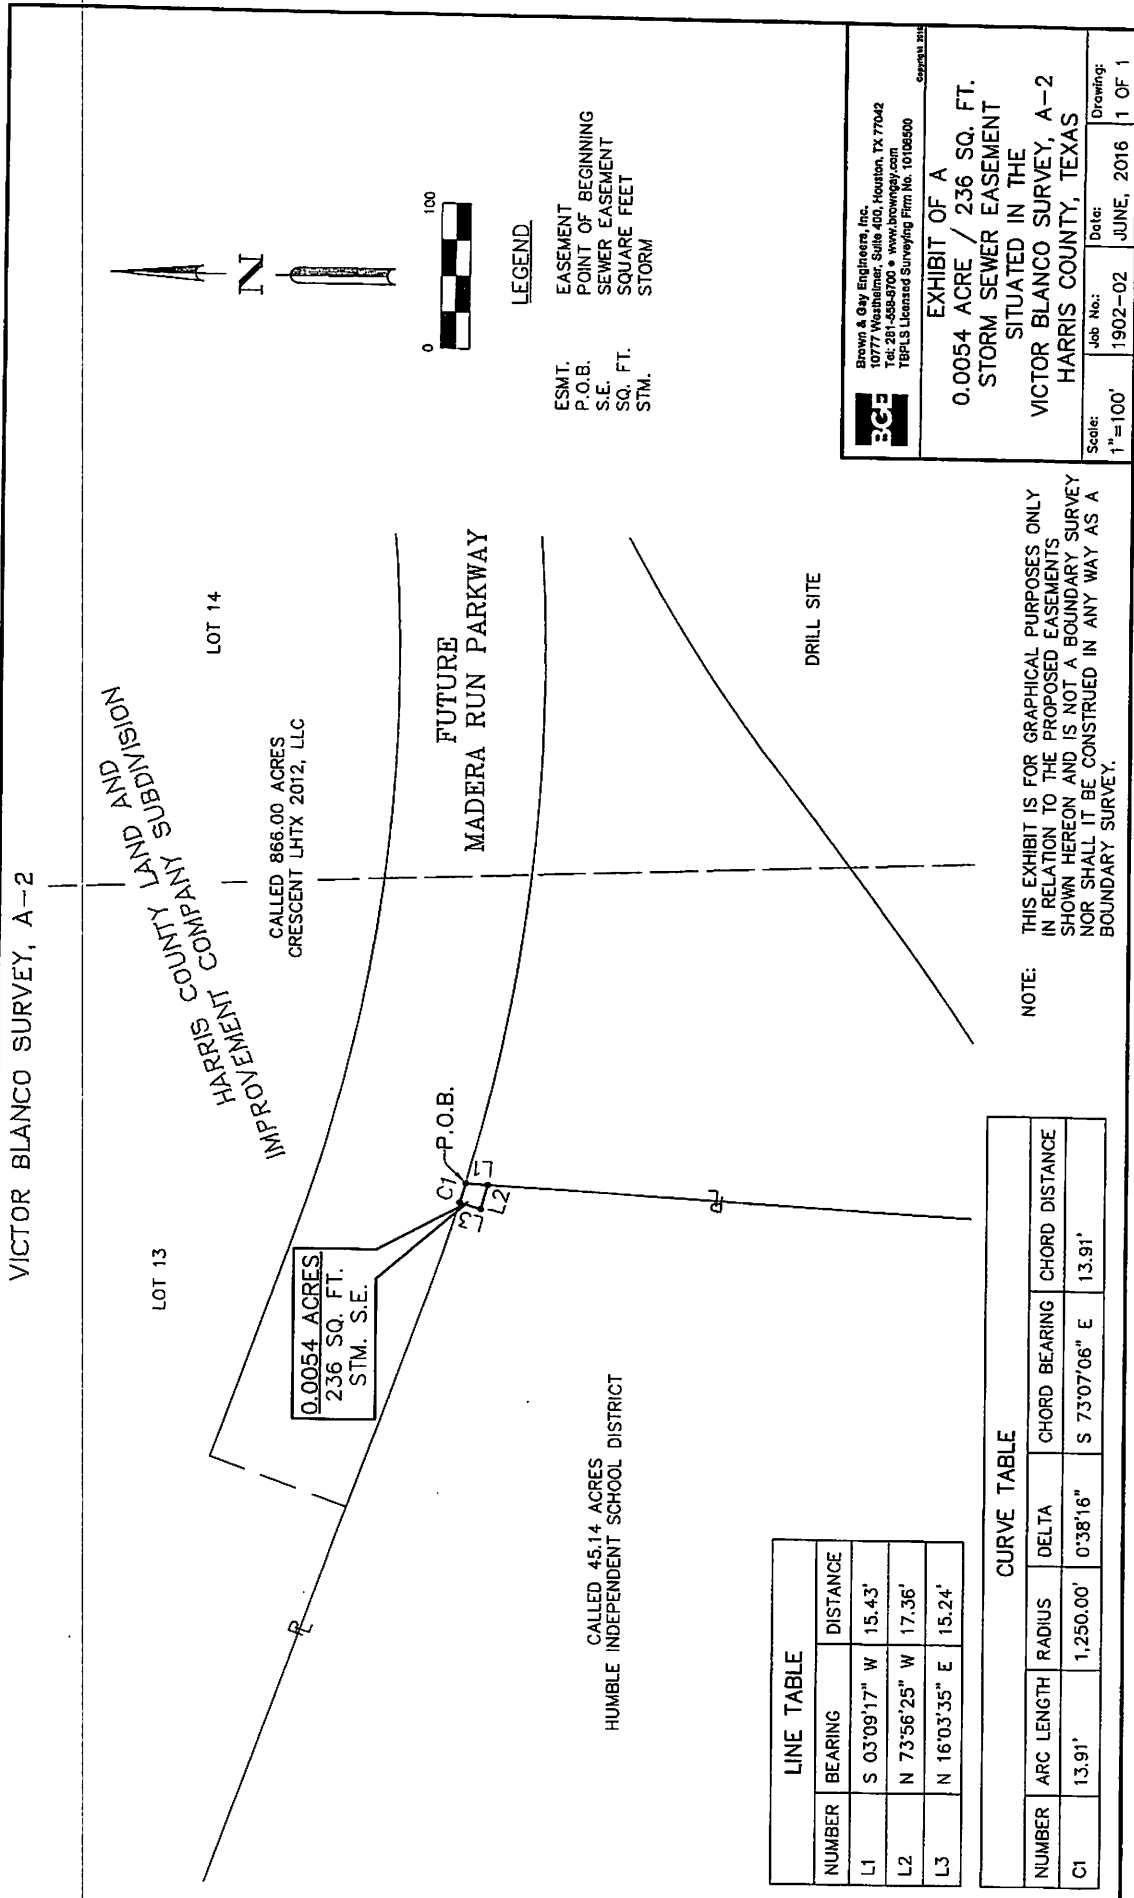 VICTOR BLANCO SURVEY, A-2
HARRIS COUNTY LAND AND
IMPROVEMENT COMPANY SUBDIVISION
LOT 13
LOT 14
CALLED 866.00 ACRES
CRESCENT LHTX 2012, LLC
N
0 100
LEGEND
ESMT. EASEMENT
P.O.B. POINT OF BEGINNING
S.E. SEWER EASEMENT
SQ. FT. SQUARE FEET
STM. STORM
0.0054 ACRES
236 SQ. FT.
STM. S.E.
C1
P.O.B.
L1
L2
L3
FUTURE
MADERA RUN PARKWAY
PL
PL
CALLED 45.14 ACRES
HUMBLE INDEPENDENT SCHOOL DISTRICT
DRILL SITE
LINE TABLE
NUMBER BEARING DISTANCE
L1 S 03°09'17" W 15.43'
L2 N 73°56'25" W 17.36'
L3 N 16°03'35" E 15.24'
CURVE TABLE
NUMBER ARC LENGTH RADIUS DELTA CHORD BEARING CHORD DISTANCE
C1 13.91' 1,250.00' 0°38'16" S 73°07'06" E 13.91'
NOTE: THIS EXHIBIT IS FOR GRAPHICAL PURPOSES ONLY
IN RELATION TO THE PROPOSED EASEMENTS
SHOWN HEREON AND IS NOT A BOUNDARY SURVEY
NOR SHALL IT BE CONSTRUED IN ANY WAY AS A
BOUNDARY SURVEY.
BGE
Brown & Gay Engineers, Inc.
10777 Westheimer, Suite 400, Houston, TX 77042
Tel: 281-558-8700 • www.browngay.com
TBPLS Licensed Surveying Firm No. 10106500
Copyright 2016
EXHIBIT OF A
0.0054 ACRE / 236 SQ. FT.
STORM SEWER EASEMENT
SITUATED IN THE
VICTOR BLANCO SURVEY, A-2
HARRIS COUNTY, TEXAS
Scale: Job No.: Date: Drawing:
1"=100' 1902-02 JUNE, 2016 1 OF 1